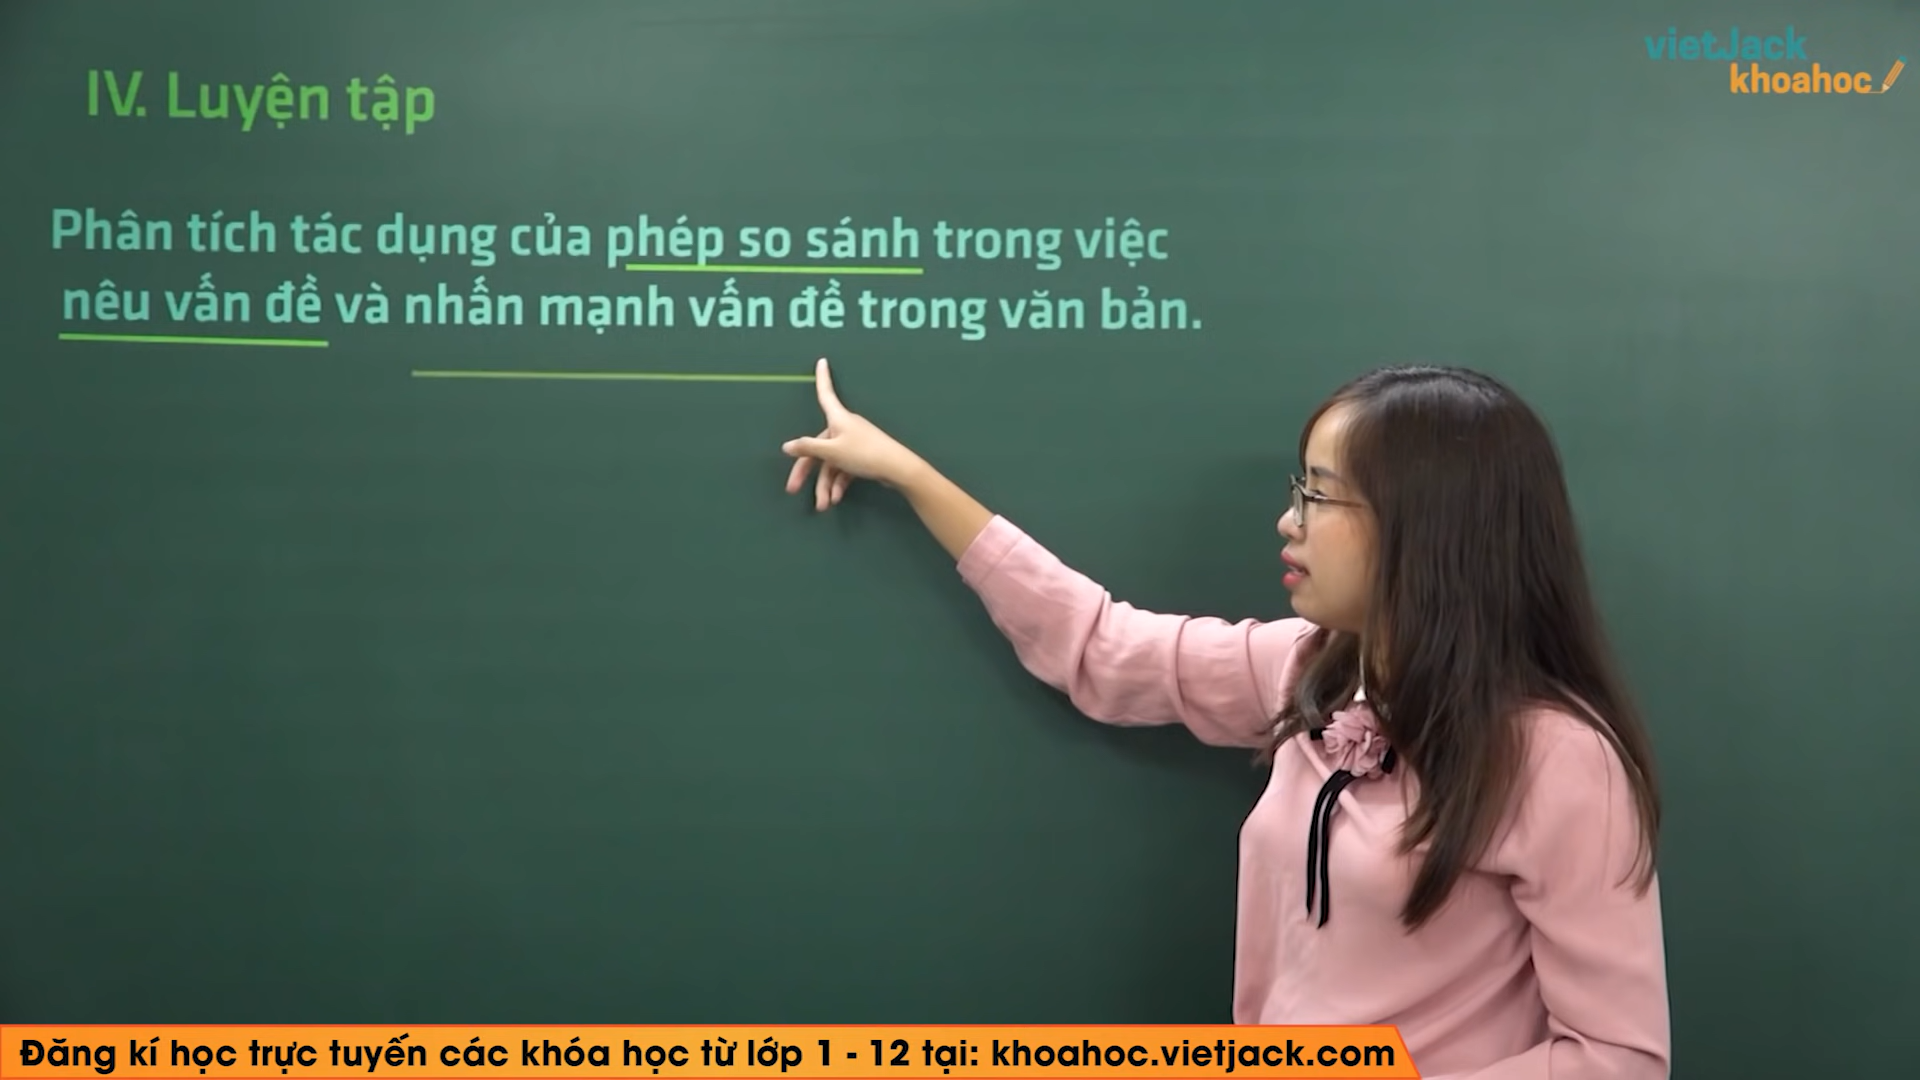 vietJack
khoahoc
IV. Luyện tập
Phân tích tác dụng của phép so sánh trong việc
nêu vấn đề và nhấn mạnh vấn đề trong văn bản.
Đăng kí học trực tuyến các khóa học từ lớp 1 - 12 tại: khoahoc.vietjack.com